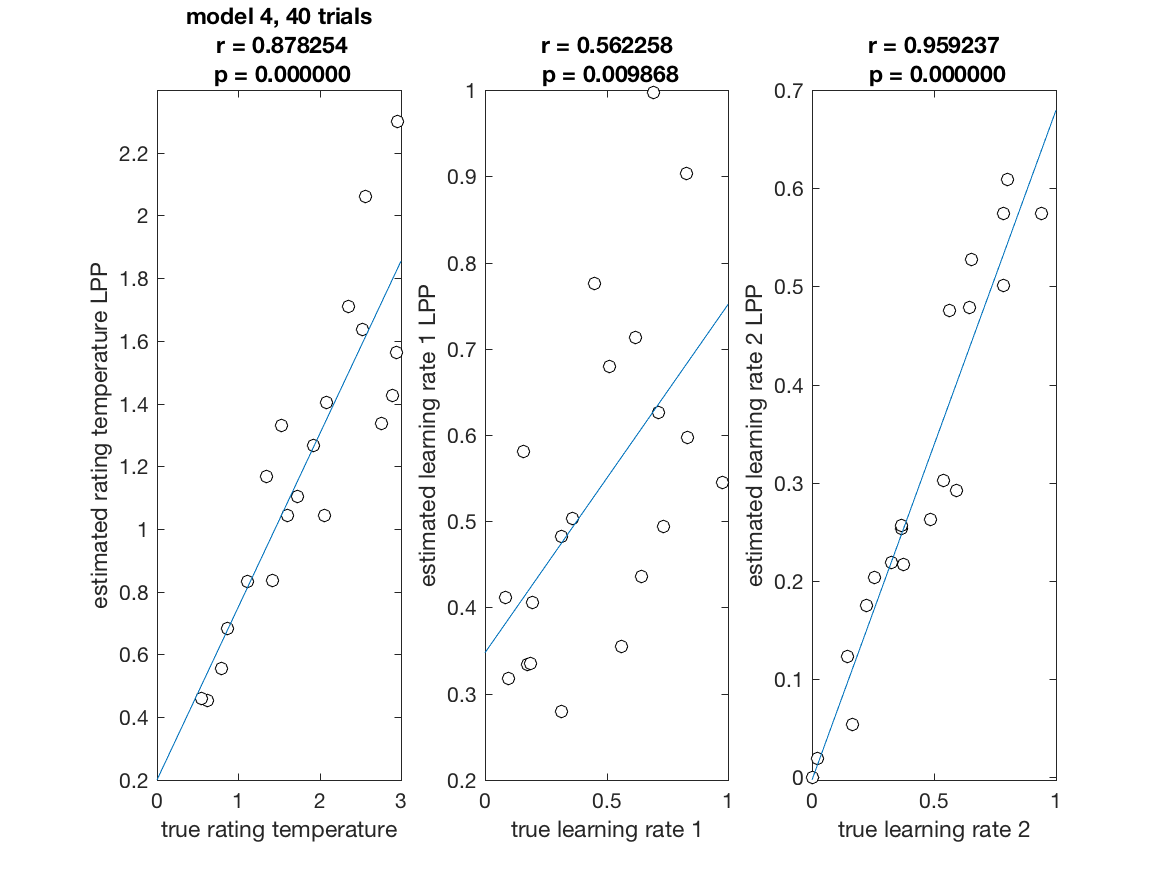 model 4, 40 trials
r = 0.878254
p = 0.000000
2.2
2
1.8
1.6
1.4
1.2
1
0.8
0.6
0.4
0.2
0
1
2
3
estimated rating temperature LPP
true rating temperature
r = 0.562258
p = 0.009868
1
0.9
0.8
0.7
0.6
0.5
0.4
0.3
0.2
0
0.5
1
estimated learning rate 1 LPP
true learning rate 1
r = 0.959237
p = 0.000000
0.7
0.6
0.5
0.4
0.3
0.2
0.1
0
0
0.5
1
estimated learning rate 2 LPP
true learning rate 2